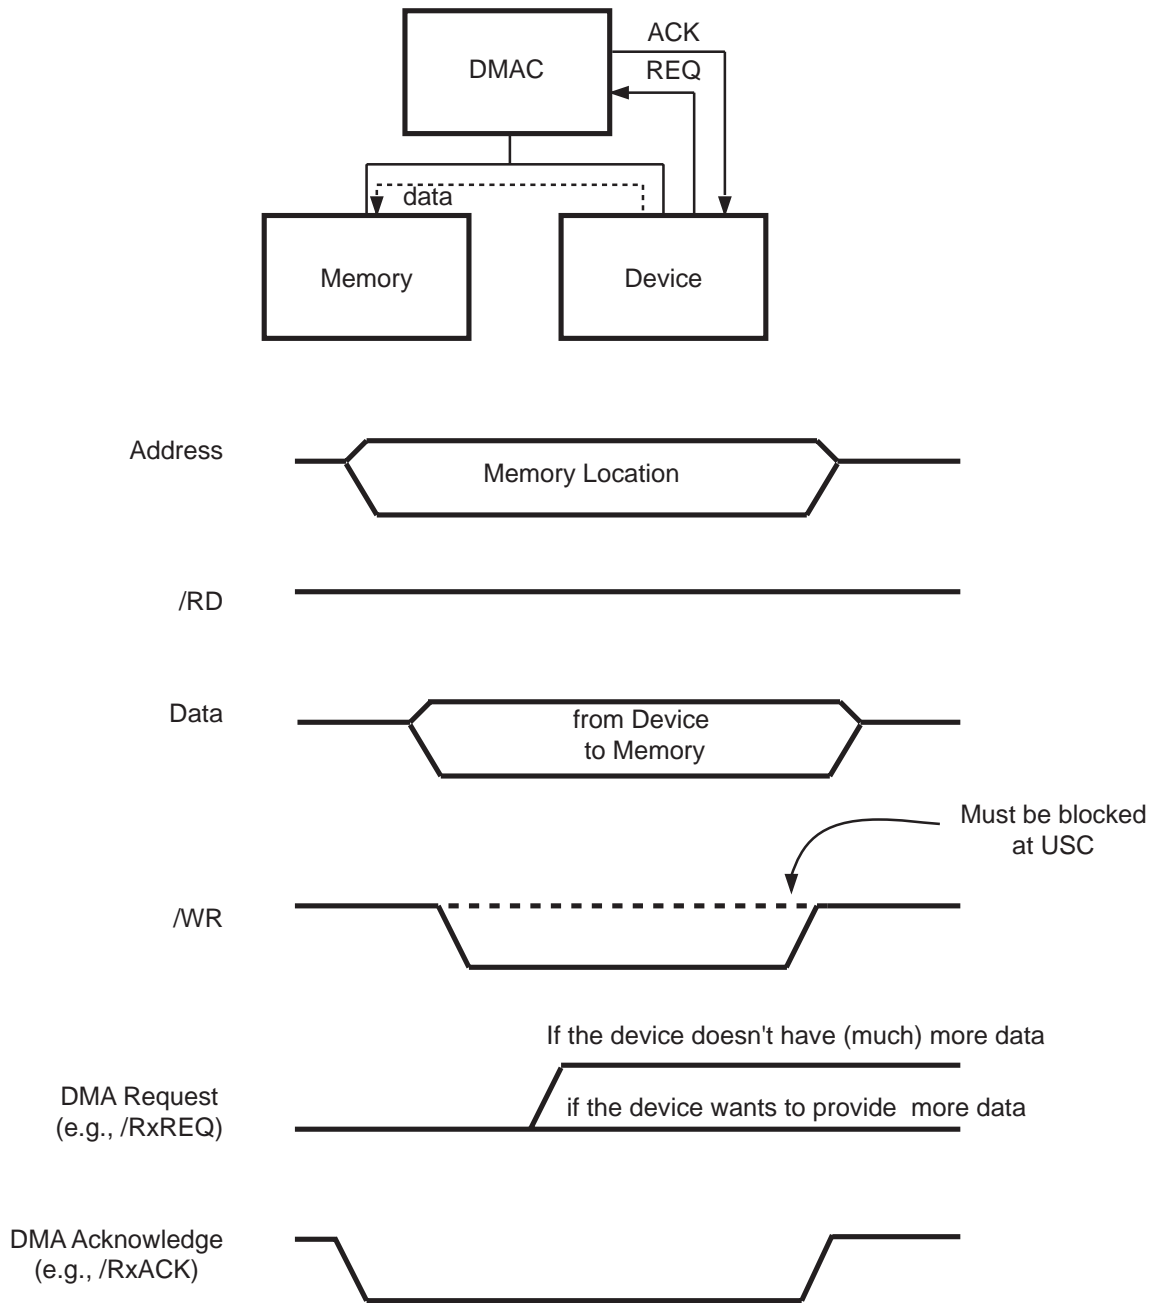 DMAC
ACK
REQ
data
Memory
Device
Address
Memory Location
/RD
Data
from Device
to Memory
Must be blocked
at USC
/WR
If the device doesn't have (much) more data
DMA Request
(e.g., /RxREQ)
if the device wants to provide more data
DMA Acknowledge
(e.g., /RxACK)